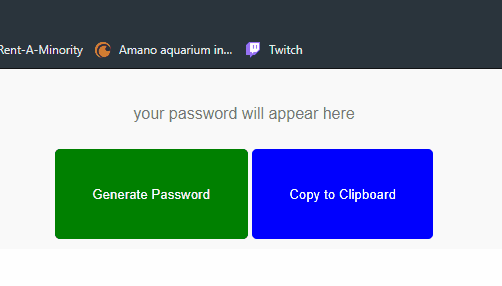 Rent-A-Minority Amano aquarium in... Twitch
your password will appear here
Generate Password Copy to Clipboard